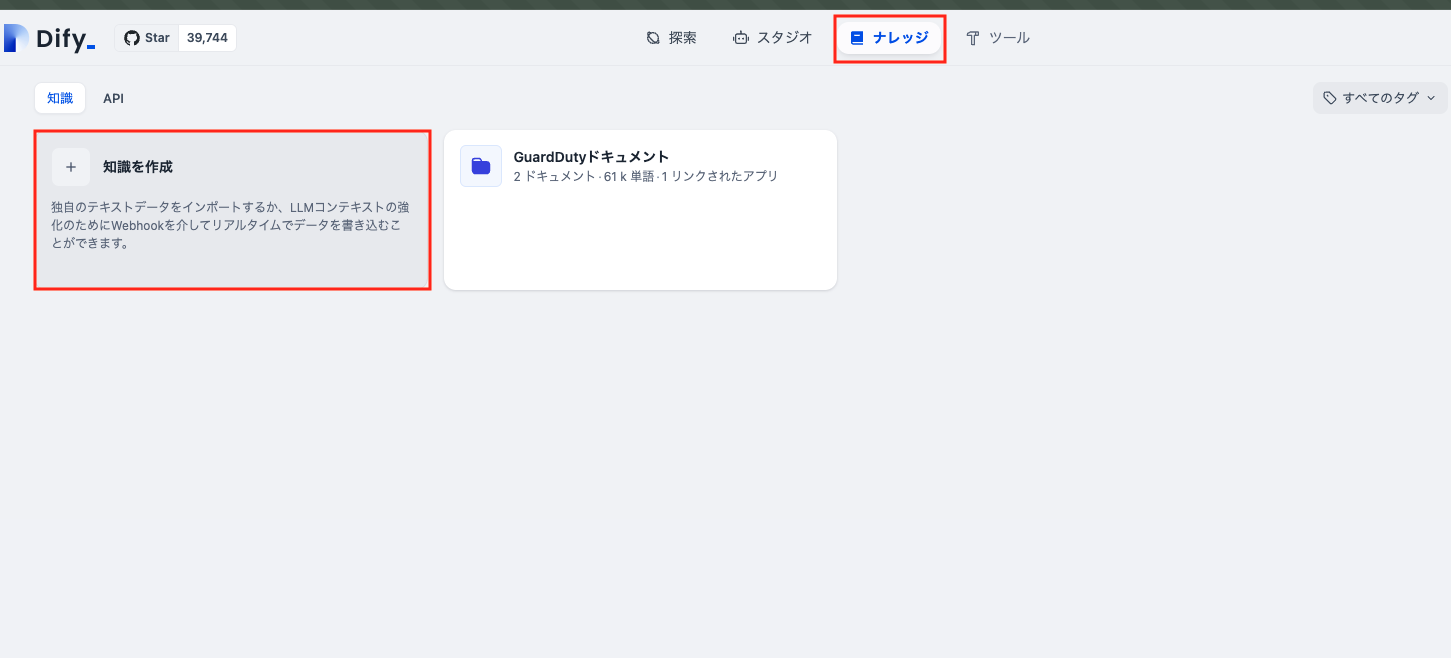 Dify_
Star 39,744
探索
スタジオ
ナレッジ
ツール
知識
API
すべてのタグ
知識を作成
独自のテキストデータをインポートするか、LLMコンテキストの強
化のためにWebhookを介してリアルタイムでデータを書き込むこ
とができます。
GuardDutyドキュメント
2 ドキュメント · 61 k 単語 · 1 リンクされたアプリ